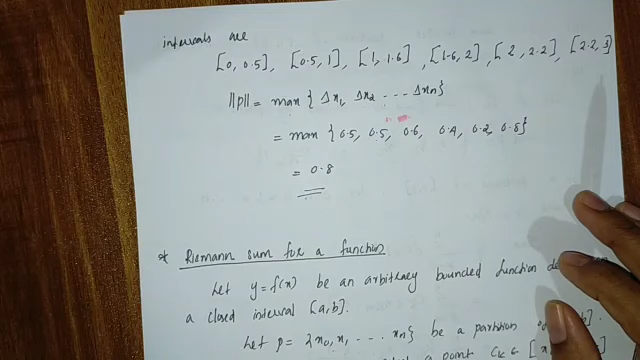 intervals are
[0, 0.5], [0.5, 1], [1, 1.6], [1.6, 2], [2, 2.2], [2.2, 3]
||p|| = max { Δx₁, Δx₂ ..... Δxn}
= max {0.5, 0.5, 0.6, 0.4, 0.2, 0.8}
= 0.8
* Riemann sum for a function
Let y = f(x) be an arbitrary bounded function
a closed interval [a,b].
Let p = {x₀, x₁ ..... xn} be a partition
a point cₖ ∈